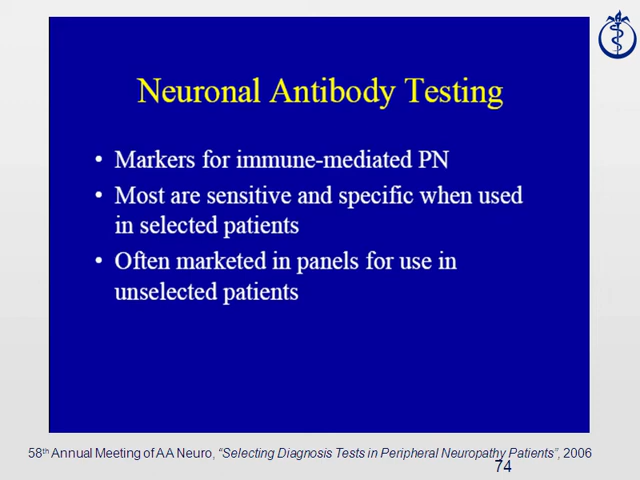 Neuronal Antibody Testing
• Markers for immune-mediated PN
• Most are sensitive and specific when used
in selected patients
• Often marketed in panels for use in
unselected patients
58th Annual Meeting of AA Neuro, “Selecting Diagnosis Tests in Peripheral Neuropathy Patients”, 2006
74